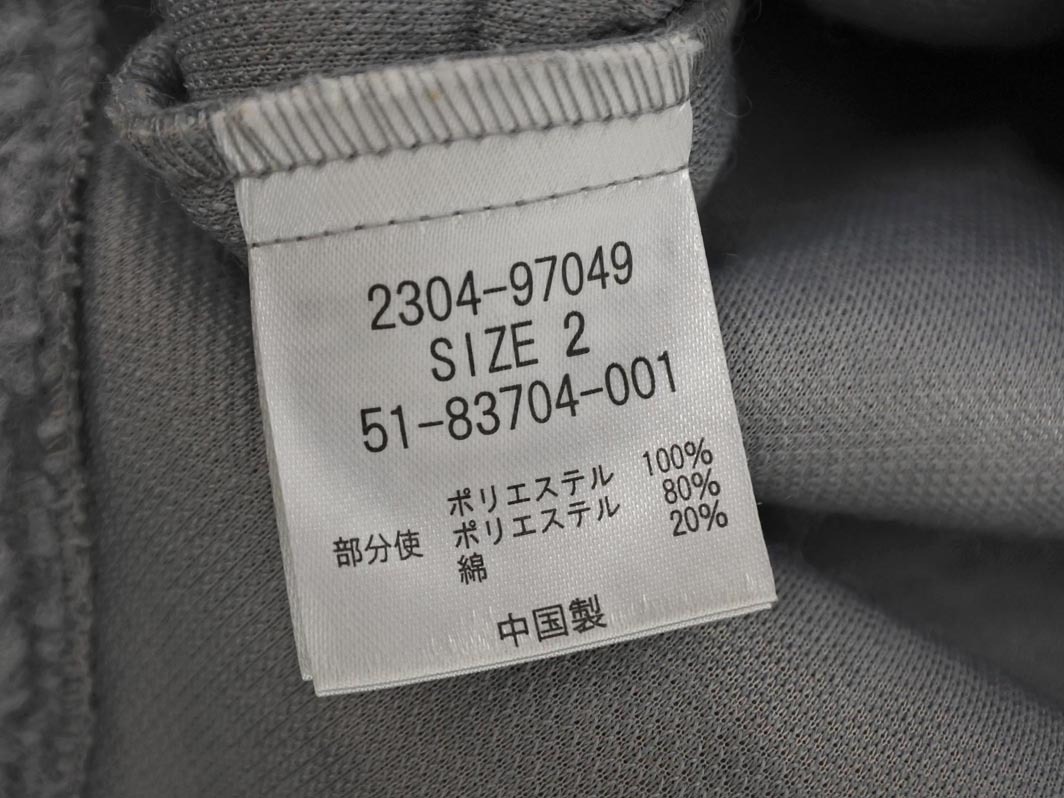 2304-97049
SIZE 2
51-83704-001
ポリエステル 100%
部分使 ポリエステル 80%
綿 20%
中国製